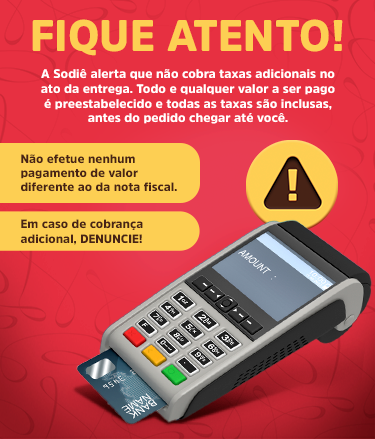 FIQUE ATENTO!
A Sodiê alerta que não cobra taxas adicionais no
ato da entrega. Todo e qualquer valor a ser pago
é preestabelecido e todas as taxas são inclusas,
antes do pedido chegar até você.
Não efetue nenhum
pagamento de valor
diferente ao da nota fiscal.
Em caso de cobrança
adicional, DENUNCIE!
AMOUNT :
BANK
NAME